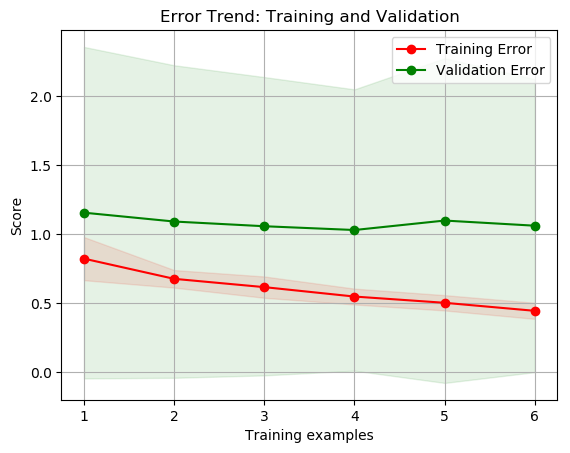 Error Trend: Training and Validation
Training Error
Validation Error
Score
2.0
1.5
1.0
0.5
0.0
1 2 3 4 5 6
Training examples